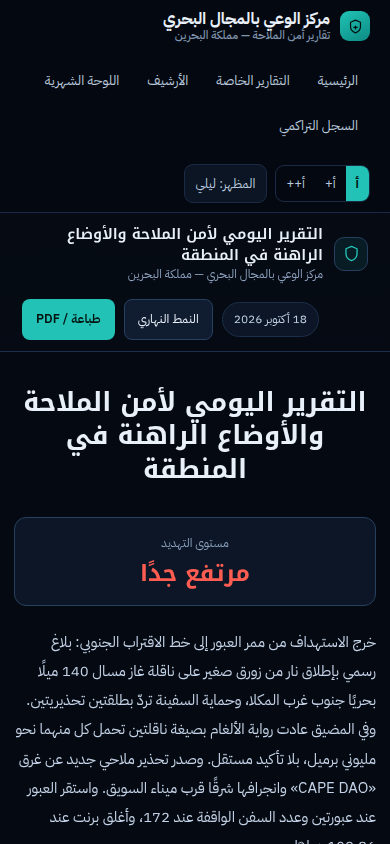 مركز الوعي بالمجال البحري
تقارير أمن الملاحة — مملكة البحرين
الرئيسية التقارير الخاصة الأرشيف اللوحة الشهرية
السجل التراكمي
أ أ+ أ++ المظهر: ليلي
التقرير اليومي لأمن الملاحة والأوضاع
الراهنة في المنطقة
مركز الوعي بالمجال البحري — مملكة البحرين
18 أكتوبر 2026 النمط النهاري طباعة / PDF
التقرير اليومي لأمن الملاحة
والأوضاع الراهنة في
المنطقة
مستوى التهديد
مرتفع جدًا
خرج الاستهداف من ممر العبور إلى خط الاقتراب الجنوبي: بلاغ
رسمي بإطلاق نار من زورق صغير على ناقلة غاز مسال 140 ميلًا
بحريًا جنوب غرب المكلا، وحماية السفينة تردّ بطلقتين تحذيريتين.
وفي المضيق عادت رواية الألغام بصيغة ناقلتين تحمل كل منهما نحو
مليوني برميل، بلا تأكيد مستقل. وصدر تحذير ملاحي جديد عن غرق
«CAPE DAO» وانجرافها شرقًا قرب ميناء السويق. واستقر العبور
عند عبورتين وعدد السفن الواقفة عند 172، وأغلق برنت عند